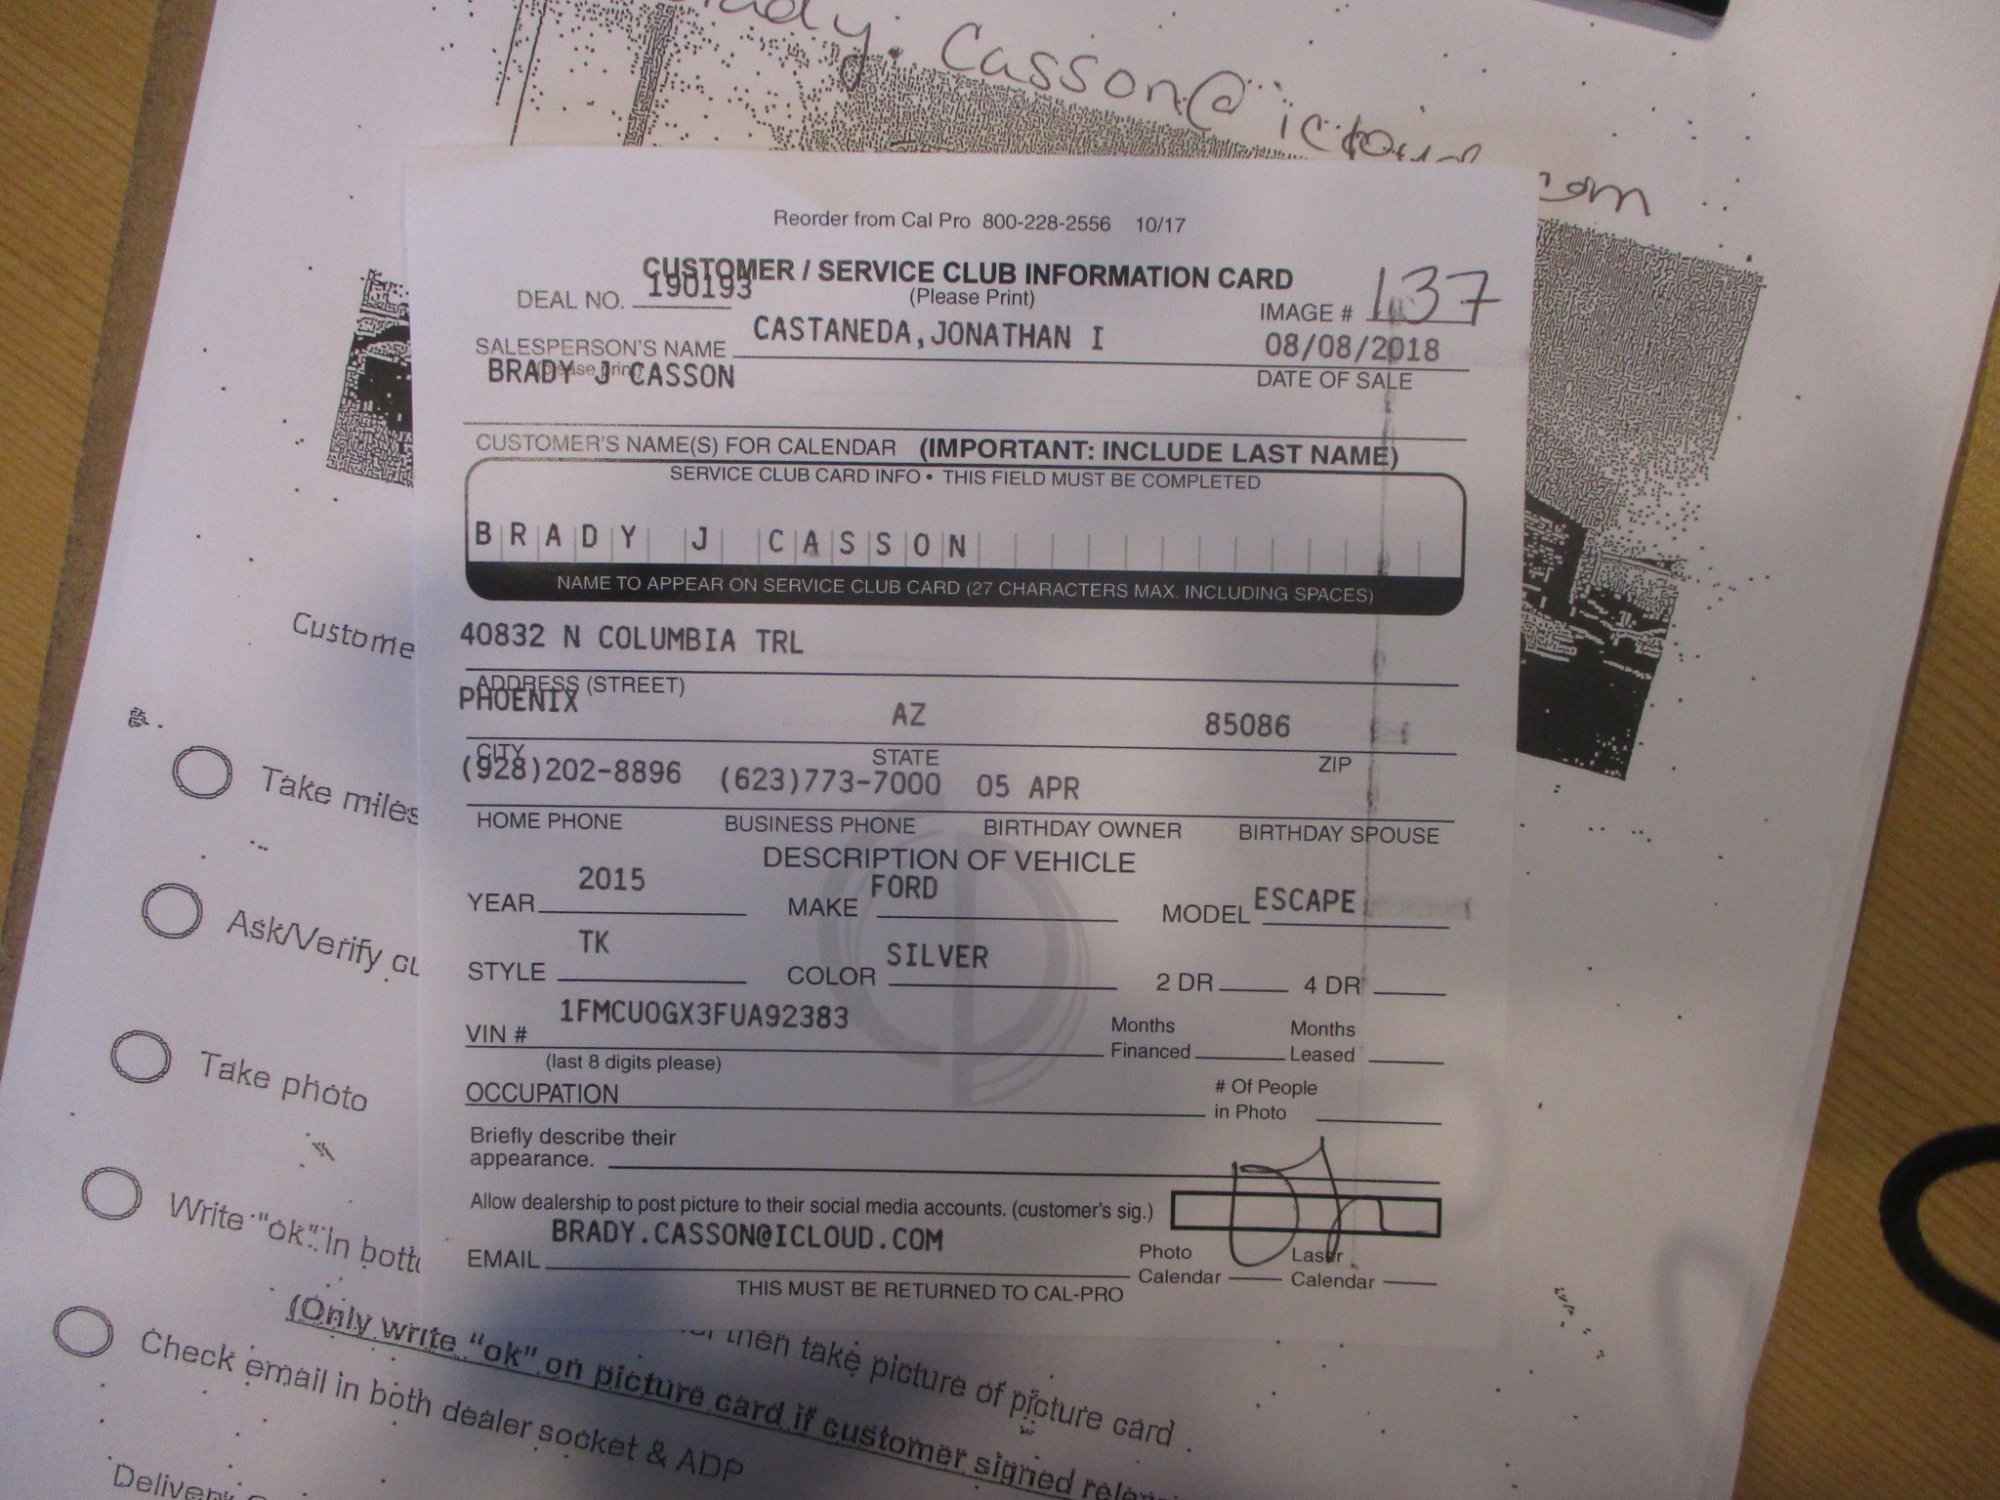 Brady.Casson@icloud.com
Reorder from Cal Pro 800-228-2556 10/17
CUSTOMER / SERVICE CLUB INFORMATION CARD
(Please Print)
DEAL NO. 190193
IMAGE # 137
SALESPERSON'S NAME CASTANEDA,JONATHAN I
08/08/2018
(please print)
DATE OF SALE
BRADY J CASSON
CUSTOMER'S NAME(S) FOR CALENDAR (IMPORTANT: INCLUDE LAST NAME)
SERVICE CLUB CARD INFO • THIS FIELD MUST BE COMPLETED
BRADY J CASSON
NAME TO APPEAR ON SERVICE CLUB CARD (27 CHARACTERS MAX. INCLUDING SPACES)
40832 N COLUMBIA TRL
ADDRESS (STREET)
PHOENIX AZ 85086
CITY STATE ZIP
(928)202-8896 (623)773-7000 05 APR
HOME PHONE BUSINESS PHONE BIRTHDAY OWNER BIRTHDAY SPOUSE
DESCRIPTION OF VEHICLE
YEAR 2015 MAKE FORD MODEL ESCAPE
STYLE TK COLOR SILVER 2 DR 4 DR
VIN # 1FMCU0GX3FUA92383
(last 8 digits please)
Months Financed Months Leased
OCCUPATION
# Of People in Photo
Briefly describe their
appearance.
Allow dealership to post picture to their social media accounts. (customer's sig.)
EMAIL BRADY.CASSON@ICLOUD.COM
Photo Calendar Laser Calendar
THIS MUST BE RETURNED TO CAL-PRO
Custome
Take miles
Ask/Verify cu
Take photo
Write "ok" in botto
then take picture of picture card.
(Only write "ok" on picture card if customer signed relea
Check email in both dealer socket & ADP
Delivery